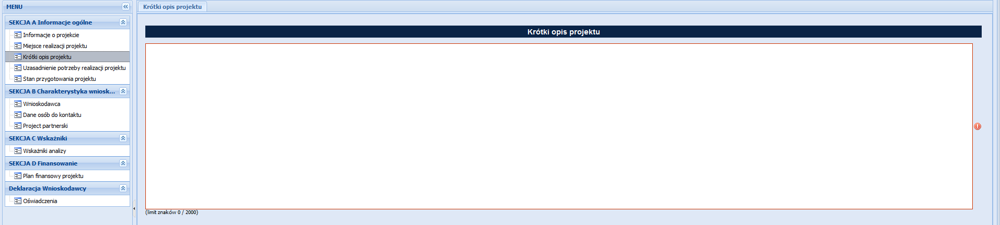 MENU
SEKCJA A Informacje ogólne
Informacje o projekcie
Miejsce realizacji projektu
Krótki opis projektu
Uzasadnienie potrzeby realizacji projektu
Stan przygotowania projektu
SEKCJA B Charakterystyka wniosk...
Wnioskodawca
Dane osób do kontaktu
Project partnerski
SEKCJA C Wskaźniki
Wskaźniki analizy
SEKCJA D Finansowanie
Plan finansowy projektu
Deklaracja Wnioskodawcy
Oświadczenia
Krótki opis projektu
Krótki opis projektu
(limit znaków 0 / 2000)